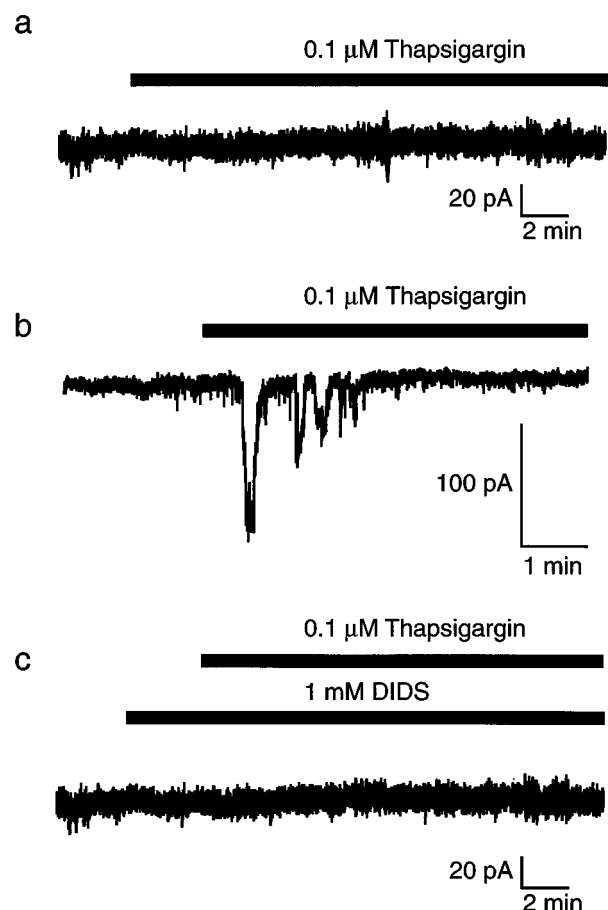 a
0.1 μM Thapsigargin
20 pA
2 min
0.1 μM Thapsigargin
b
100 pA
1 min
0.1 μM Thapsigargin
c
1 mM DIDS
20 pA
2 min